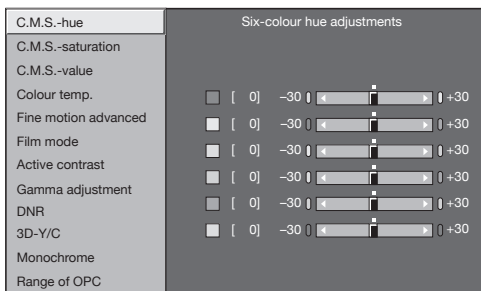 C.M.S.-hue
C.M.S.-saturation
C.M.S.-value
Colour temp.
Fine motion advanced
Film mode
Active contrast
Gamma adjustment
DNR
3D-Y/C
Monochrome
Range of OPC
Six-colour hue adjustments
[ 0] –30 +30
[ 0] –30 +30
[ 0] –30 +30
[ 0] –30 +30
[ 0] –30 +30
[ 0] –30 +30